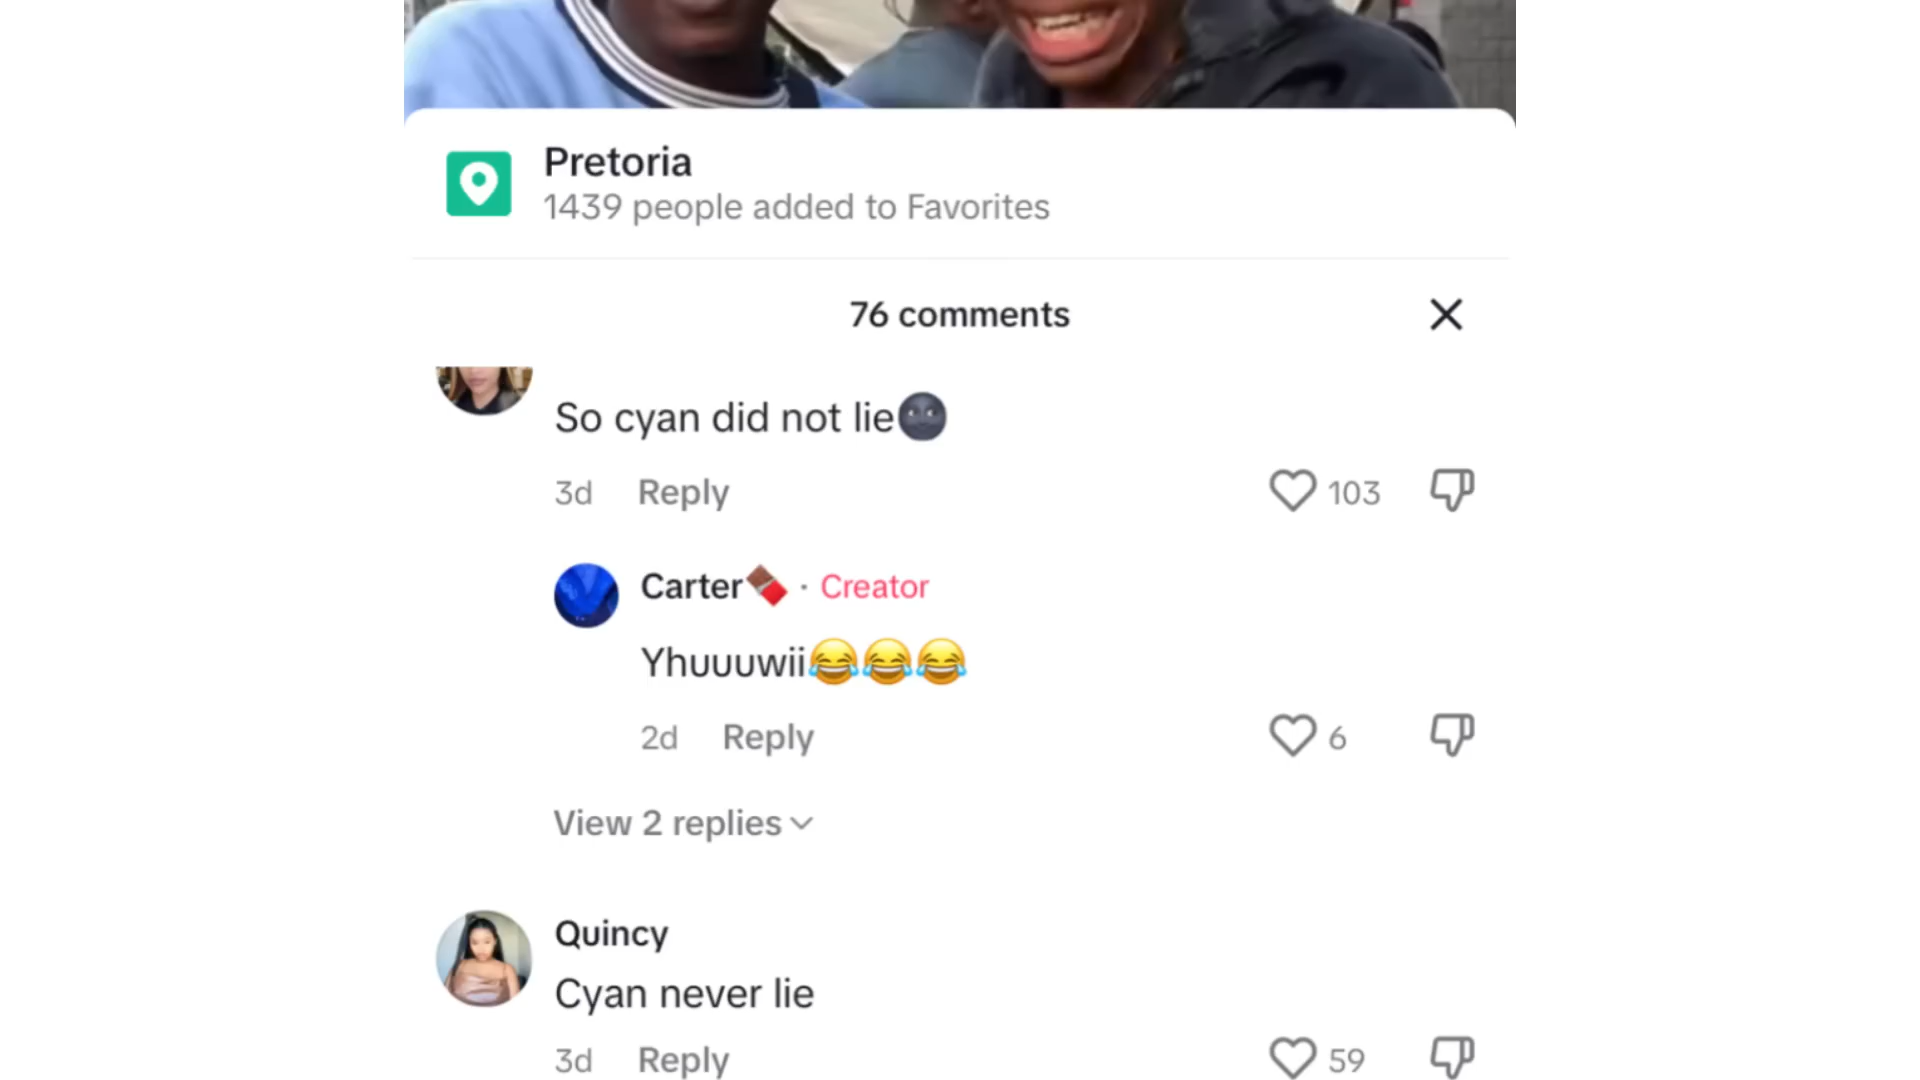 Pretoria
1439 people added to Favorites
76 comments
So cyan did not lie🌚
3d Reply 103
Carter🍫 · Creator
Yhuuuwii😂😂😂
2d Reply 6
View 2 replies
Quincy
Cyan never lie
3d Reply 59